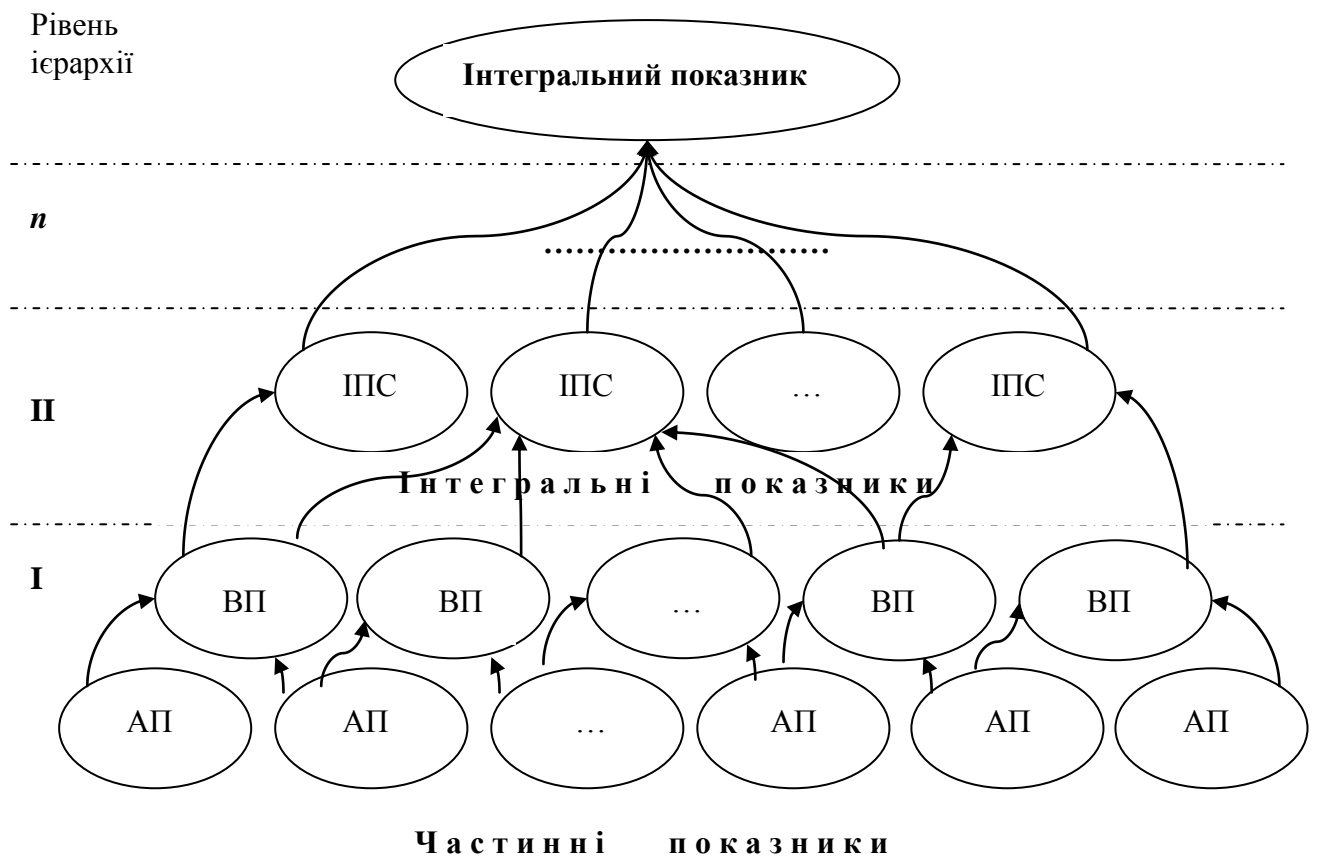 Рівень
ієрархії
Інтегральний показник
n
....................................
II
ІПС
ІПС
...
ІПС
Інтегральні показники
I
ВП
ВП
...
ВП
ВП
АП
АП
...
АП
АП
АП
Частинні показники